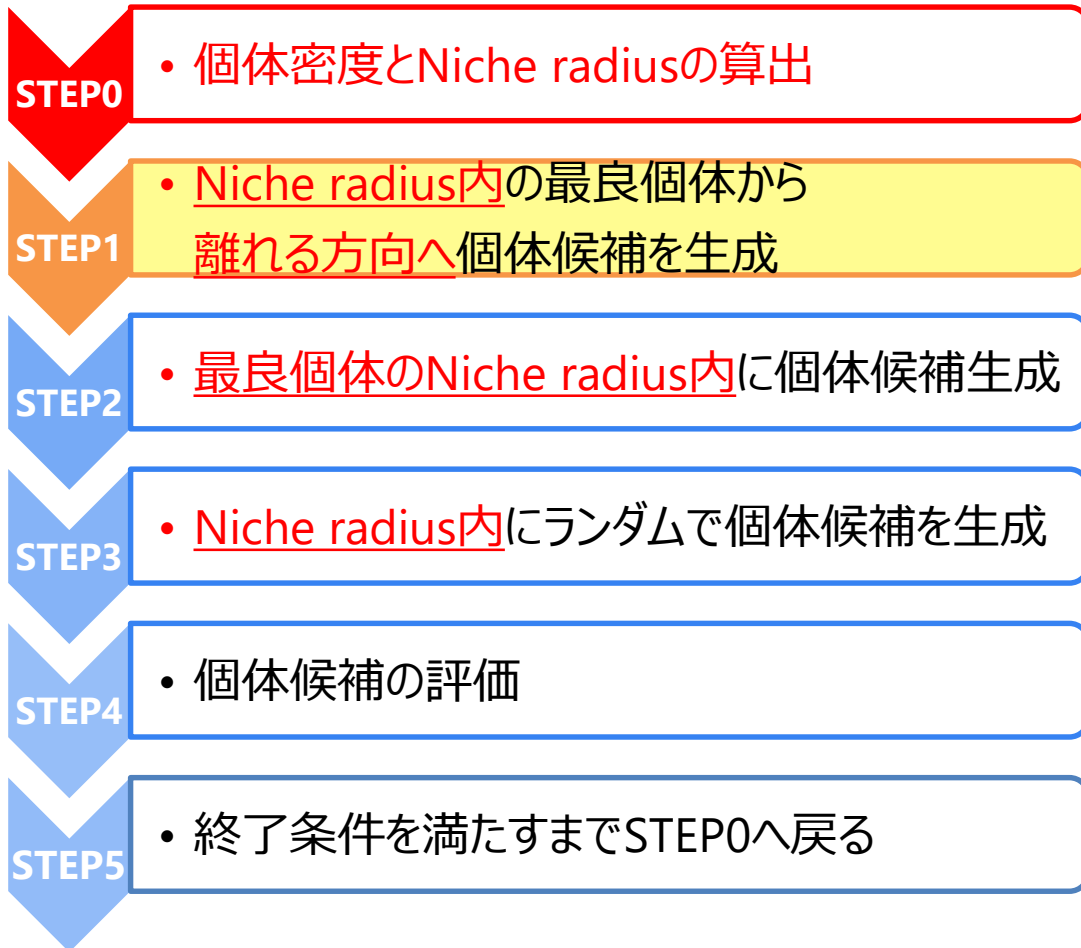 STEP0
• 個体密度とNiche radiusの算出
STEP1
• Niche radius内の最良個体から
離れる方向へ個体候補を生成
STEP2
• 最良個体のNiche radius内に個体候補生成
STEP3
• Niche radius内にランダムで個体候補を生成
STEP4
• 個体候補の評価
STEP5
• 終了条件を満たすまでSTEP0へ戻る